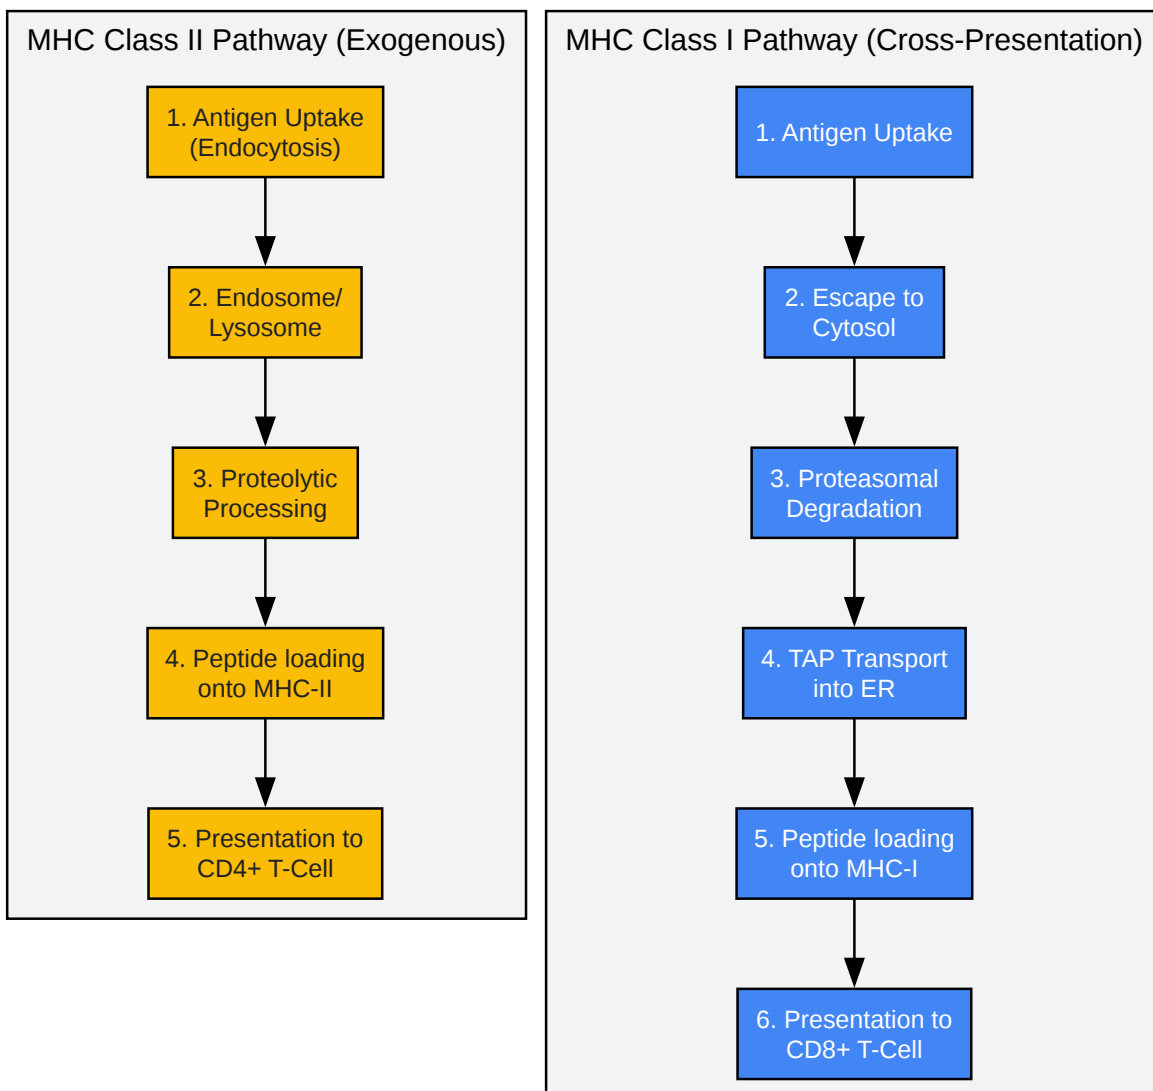 MHC Class II Pathway (Exogenous)
1. Antigen Uptake
(Endocytosis)
2. Endosome/
Lysosome
3. Proteolytic
Processing
4. Peptide loading
onto MHC-II
5. Presentation to
CD4+ T-Cell
MHC Class I Pathway (Cross-Presentation)
1. Antigen Uptake
2. Escape to
Cytosol
3. Proteasomal
Degradation
4. TAP Transport
into ER
5. Peptide loading
onto MHC-I
6. Presentation to
CD8+ T-Cell